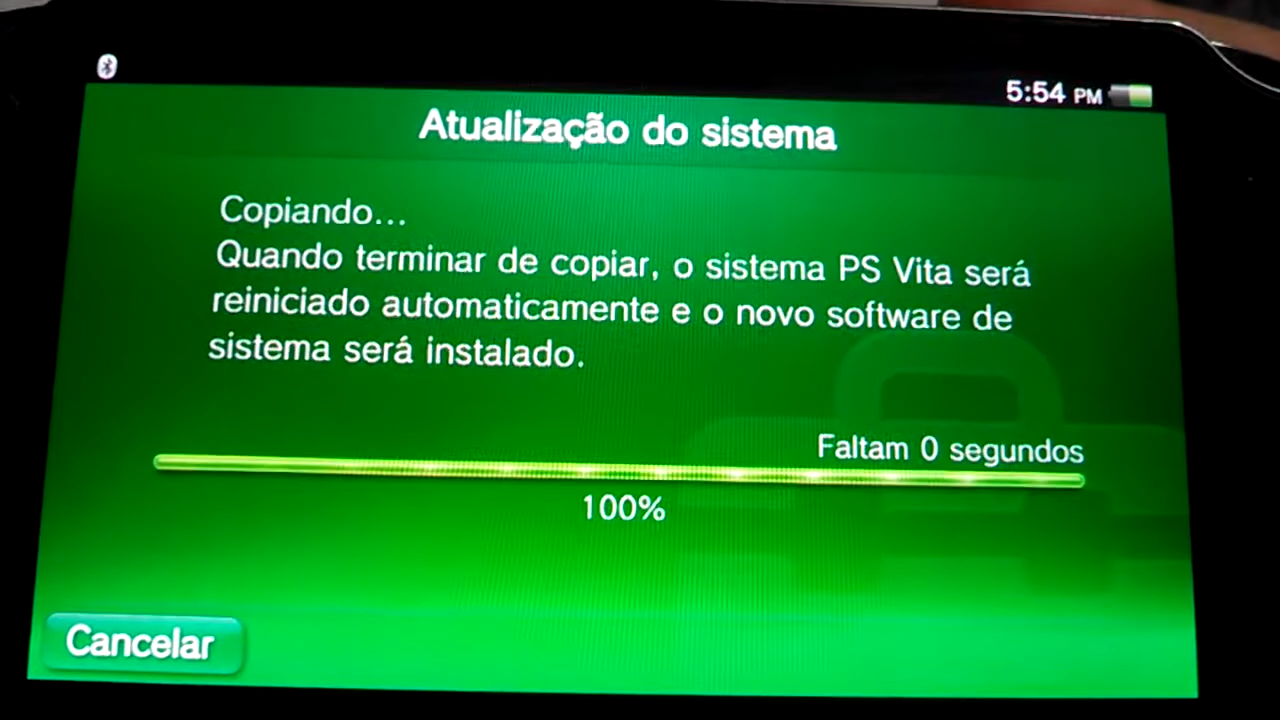 5:54 PM
Atualização do sistema
Copiando...
Quando terminar de copiar, o sistema PS Vita será
reiniciado automaticamente e o novo software de
sistema será instalado.
Faltam 0 segundos
100%
Cancelar